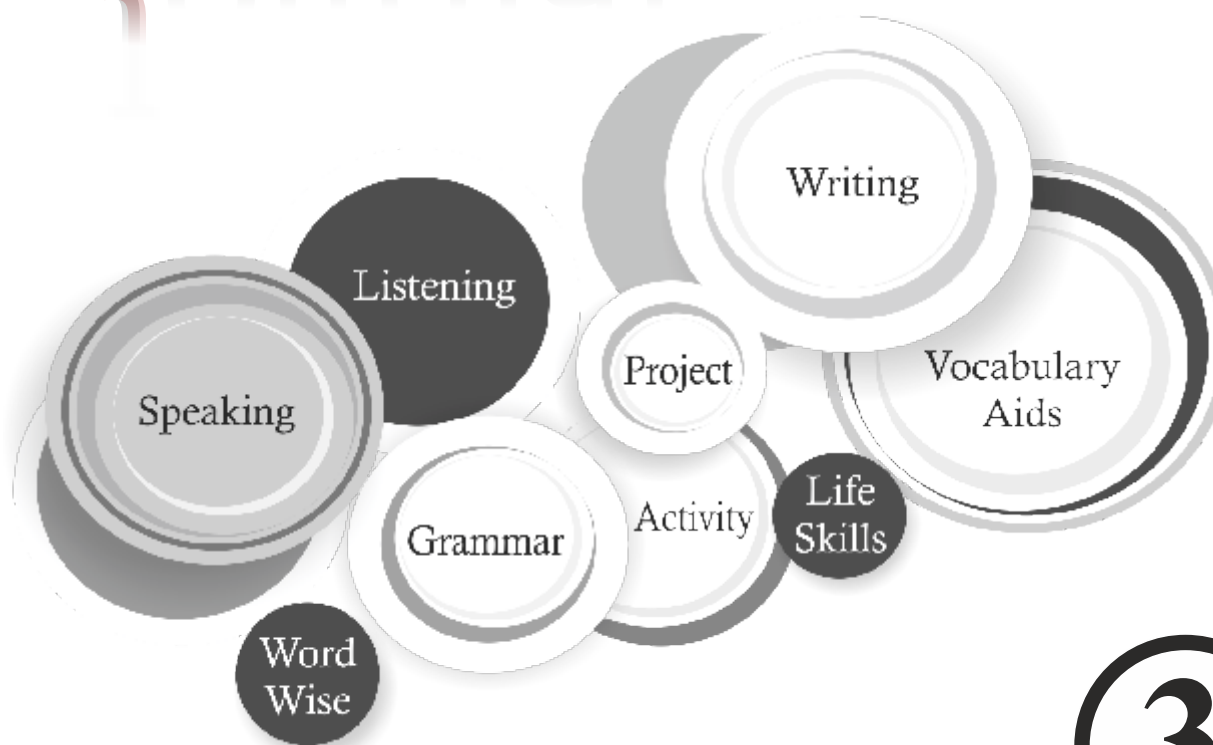 Writing
Listening
Project
Vocabulary
Aids
Speaking
Life
Skills
Activity
Grammar
Word
Wise
3